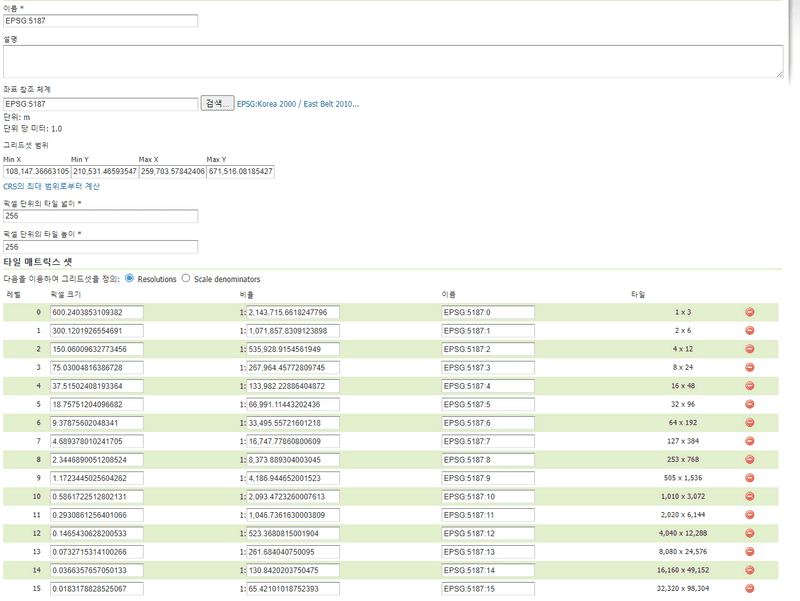 이름 *
EPSG:5187
설명
좌표 참조 체계
EPSG:5187 검색... EPSG:Korea 2000 / East Belt 2010...
단위: m
단위 당 미터: 1.0
그리드셋 범위
Min X Min Y Max X Max Y
108,147.36663105 210,531.46593547 259,703.57842406 671,516.08185427
CRS의 최대 범위로부터 계산
픽셀 단위의 타일 넓이 *
256
픽셀 단위의 타일 높이 *
256
타일 매트릭스 셋
다음을 이용하여 그리드셋을 정의: Resolutions Scale denominators
레벨 픽셀 크기 비율 이름 타일
0 600.2403853109382 1: 2,143,715.6618247796 EPSG:5187:0 1 x 3
1 300.1201926554691 1: 1,071,857.8309123898 EPSG:5187:1 2 x 6
2 150.06009632773456 1: 535,928.9154561949 EPSG:5187:2 4 x 12
3 75.03004816386728 1: 267,964.45772809745 EPSG:5187:3 8 x 24
4 37.51502408193364 1: 133,982.22886404872 EPSG:5187:4 16 x 48
5 18.75751204096682 1: 66,991.11443202436 EPSG:5187:5 32 x 96
6 9.37875602048341 1: 33,495.55721601218 EPSG:5187:6 64 x 192
7 4.689378010241705 1: 16,747.77860800609 EPSG:5187:7 127 x 384
8 2.3446890051208524 1: 8,373.889304003045 EPSG:5187:8 253 x 768
9 1.1723445025604262 1: 4,186.944652001523 EPSG:5187:9 505 x 1,536
10 0.5861722512802131 1: 2,093.4723260007613 EPSG:5187:10 1,010 x 3,072
11 0.2930861256401066 1: 1,046.7361630003809 EPSG:5187:11 2,020 x 6,144
12 0.1465430628200533 1: 523.3680815001904 EPSG:5187:12 4,040 x 12,288
13 0.0732715314100266 1: 261.684040750095 EPSG:5187:13 8,080 x 24,576
14 0.0366357657050133 1: 130.8420203750475 EPSG:5187:14 16,160 x 49,152
15 0.0183178828525067 1: 65.42101018752393 EPSG:5187:15 32,320 x 98,304